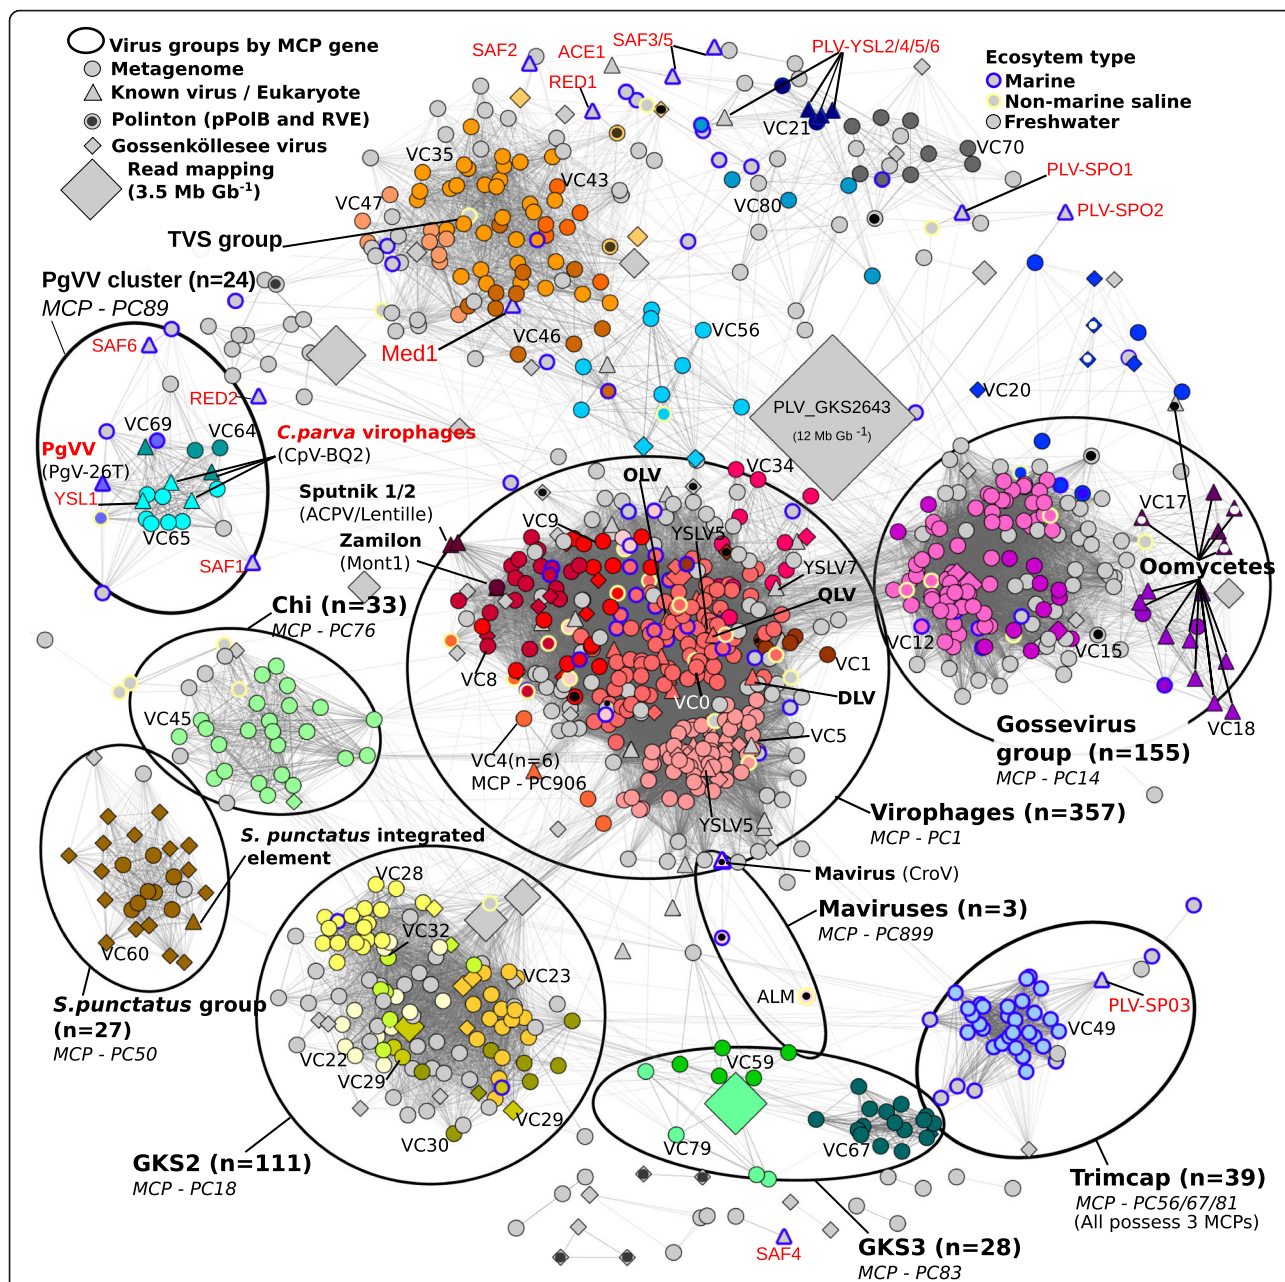 Virus groups by MCP gene
Metagenome
Known virus / Eukaryote
Polinton (pPolB and RVE)
Gossenköllesee virus
Read mapping
(3.5 Mb Gb-1)
Ecosytem type
Marine
Non-marine saline
Freshwater
SAF2
ACE1
SAF3/5
PLV-YSL2/4/5/6
RED1
VC21
VC70
VC35
VC43
VC47
VC80
PLV-SPO1
PLV-SPO2
TVS group
PgVV cluster (n=24)
MCP - PC89
SAF6
Med1
VC46
VC56
RED2
VC20
PLV_GKS2643
(12 Mb Gb -1)
VC69
VC64
C.parva virophages
(CpV-BQ2)
PgVV
(PgV-26T)
YSL1
VC65
SAF1
OLV
VC34
Sputnik 1/2
(ACPV/Lentille)
VC9
YSLV5
Zamilon
(Mont1)
YSLV7
QLV
VC17
Oomycetes
VC12
VC15
VC18
Chi (n=33)
MCP - PC76
VC8
VC1
VC0
DLV
VC45
VC5
VC4(n=6)
MCP - PC906
YSLV5
Gossevirus
group (n=155)
MCP - PC14
Virophages (n=357)
MCP - PC1
S. punctatus integrated
element
Mavirus (CroV)
VC28
VC32
VC60
Maviruses (n=3)
MCP - PC899
VC23
S.punctatus group
(n=27)
MCP - PC50
ALM
PLV-SP03
VC49
VC22
VC29
VC59
VC29
VC30
VC79
VC67
GKS2 (n=111)
MCP - PC18
Trimcap (n=39)
MCP - PC56/67/81
(All possess 3 MCPs)
SAF4
GKS3 (n=28)
MCP - PC83